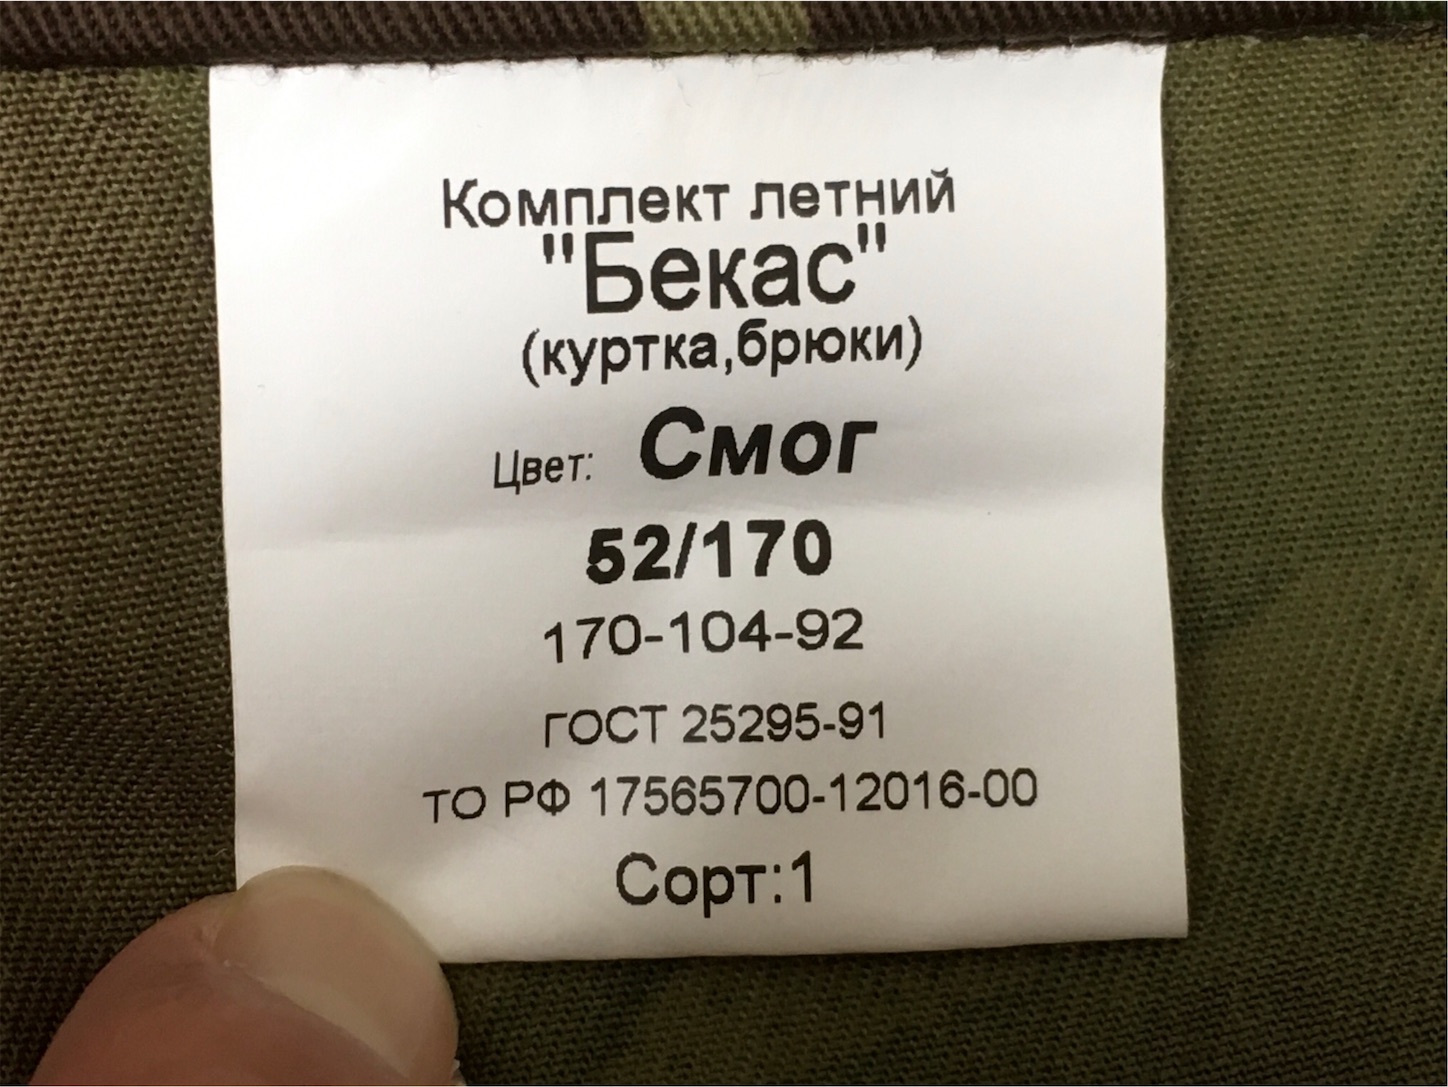 Комплект летний
"Бекас"
(куртка,брюки)
Цвет: Смог
52/170
170-104-92
ГОСТ 25295-91
ТО РФ 17565700-12016-00
Сорт:1